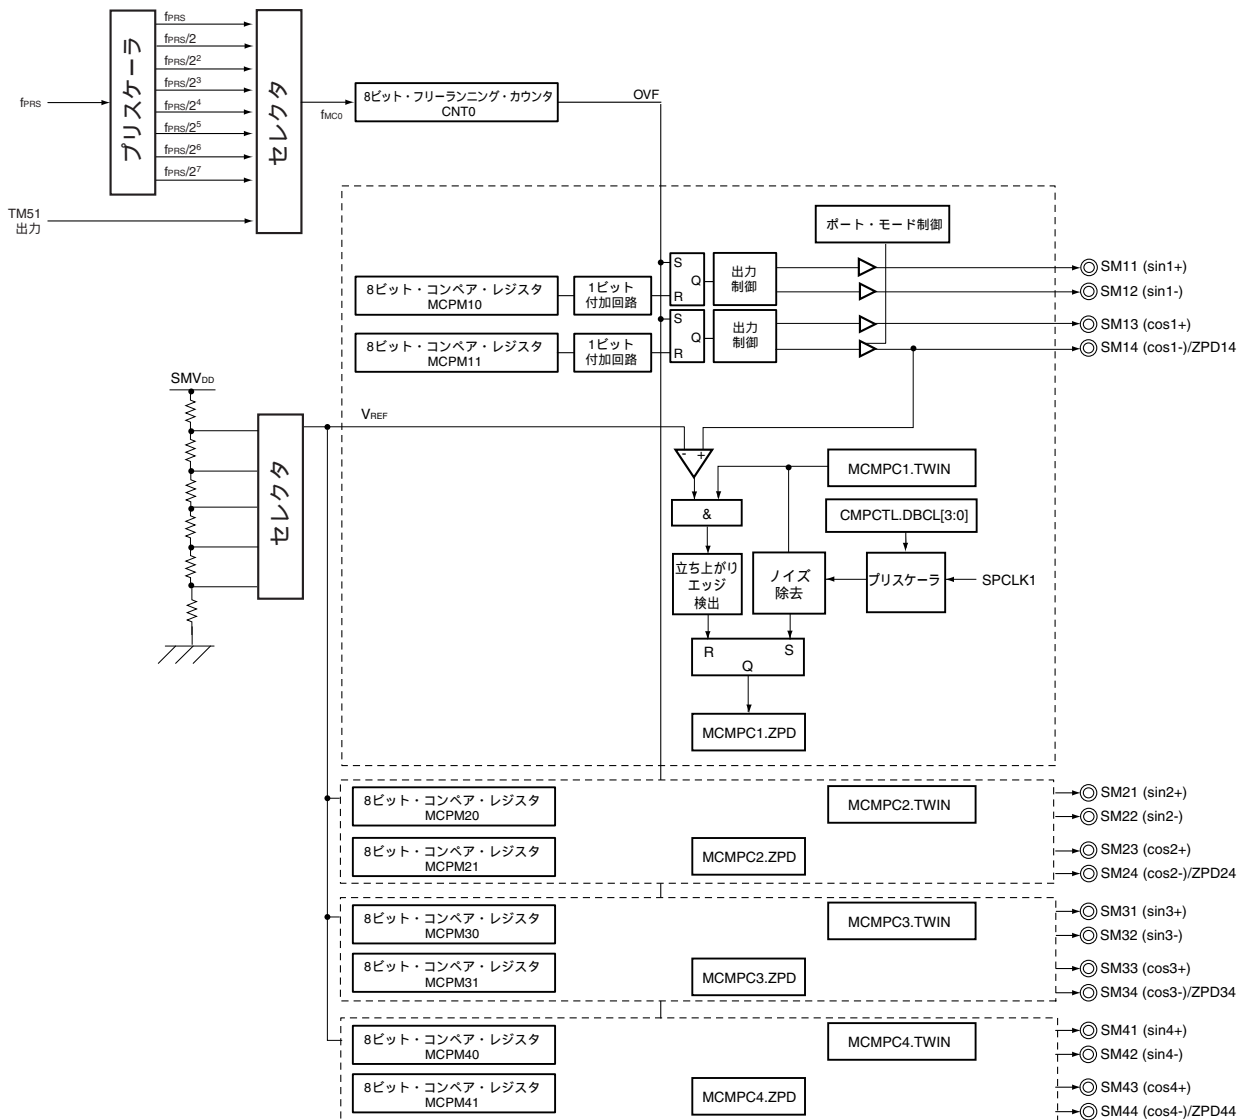 fPRS
プリスケーラ
fPRS
fPRS/2
fPRS/2²
fPRS/2³
fPRS/2⁴
fPRS/2⁵
fPRS/2⁶
fPRS/2⁷
TM51
出力
セレクタ
fMC0
8ビット・フリーランニング・カウンタ
CNT0
OVF
ポート・モード制御
8ビット・コンペア・レジスタ
MCPM10
1ビット
付加回路
S
Q
R
出力
制御
SM11 (sin1+)
SM12 (sin1-)
8ビット・コンペア・レジスタ
MCPM11
1ビット
付加回路
S
Q
R
出力
制御
SM13 (cos1+)
SM14 (cos1-)/ZPD14
SMVDD
セレクタ
VREF
- +
MCMPC1.TWIN
&
CMPCTL.DBCL[3:0]
立ち上がり
エッジ
検出
ノイズ
除去
プリスケーラ
SPCLK1
R
S
Q
MCMPC1.ZPD
8ビット・コンペア・レジスタ
MCPM20
MCMPC2.TWIN
SM21 (sin2+)
SM22 (sin2-)
8ビット・コンペア・レジスタ
MCPM21
MCMPC2.ZPD
SM23 (cos2+)
SM24 (cos2-)/ZPD24
8ビット・コンペア・レジスタ
MCPM30
MCMPC3.TWIN
SM31 (sin3+)
SM32 (sin3-)
8ビット・コンペア・レジスタ
MCPM31
MCMPC3.ZPD
SM33 (cos3+)
SM34 (cos3-)/ZPD34
8ビット・コンペア・レジスタ
MCPM40
MCMPC4.TWIN
SM41 (sin4+)
SM42 (sin4-)
8ビット・コンペア・レジスタ
MCPM41
MCMPC4.ZPD
SM43 (cos4+)
SM44 (cos4-)/ZPD44